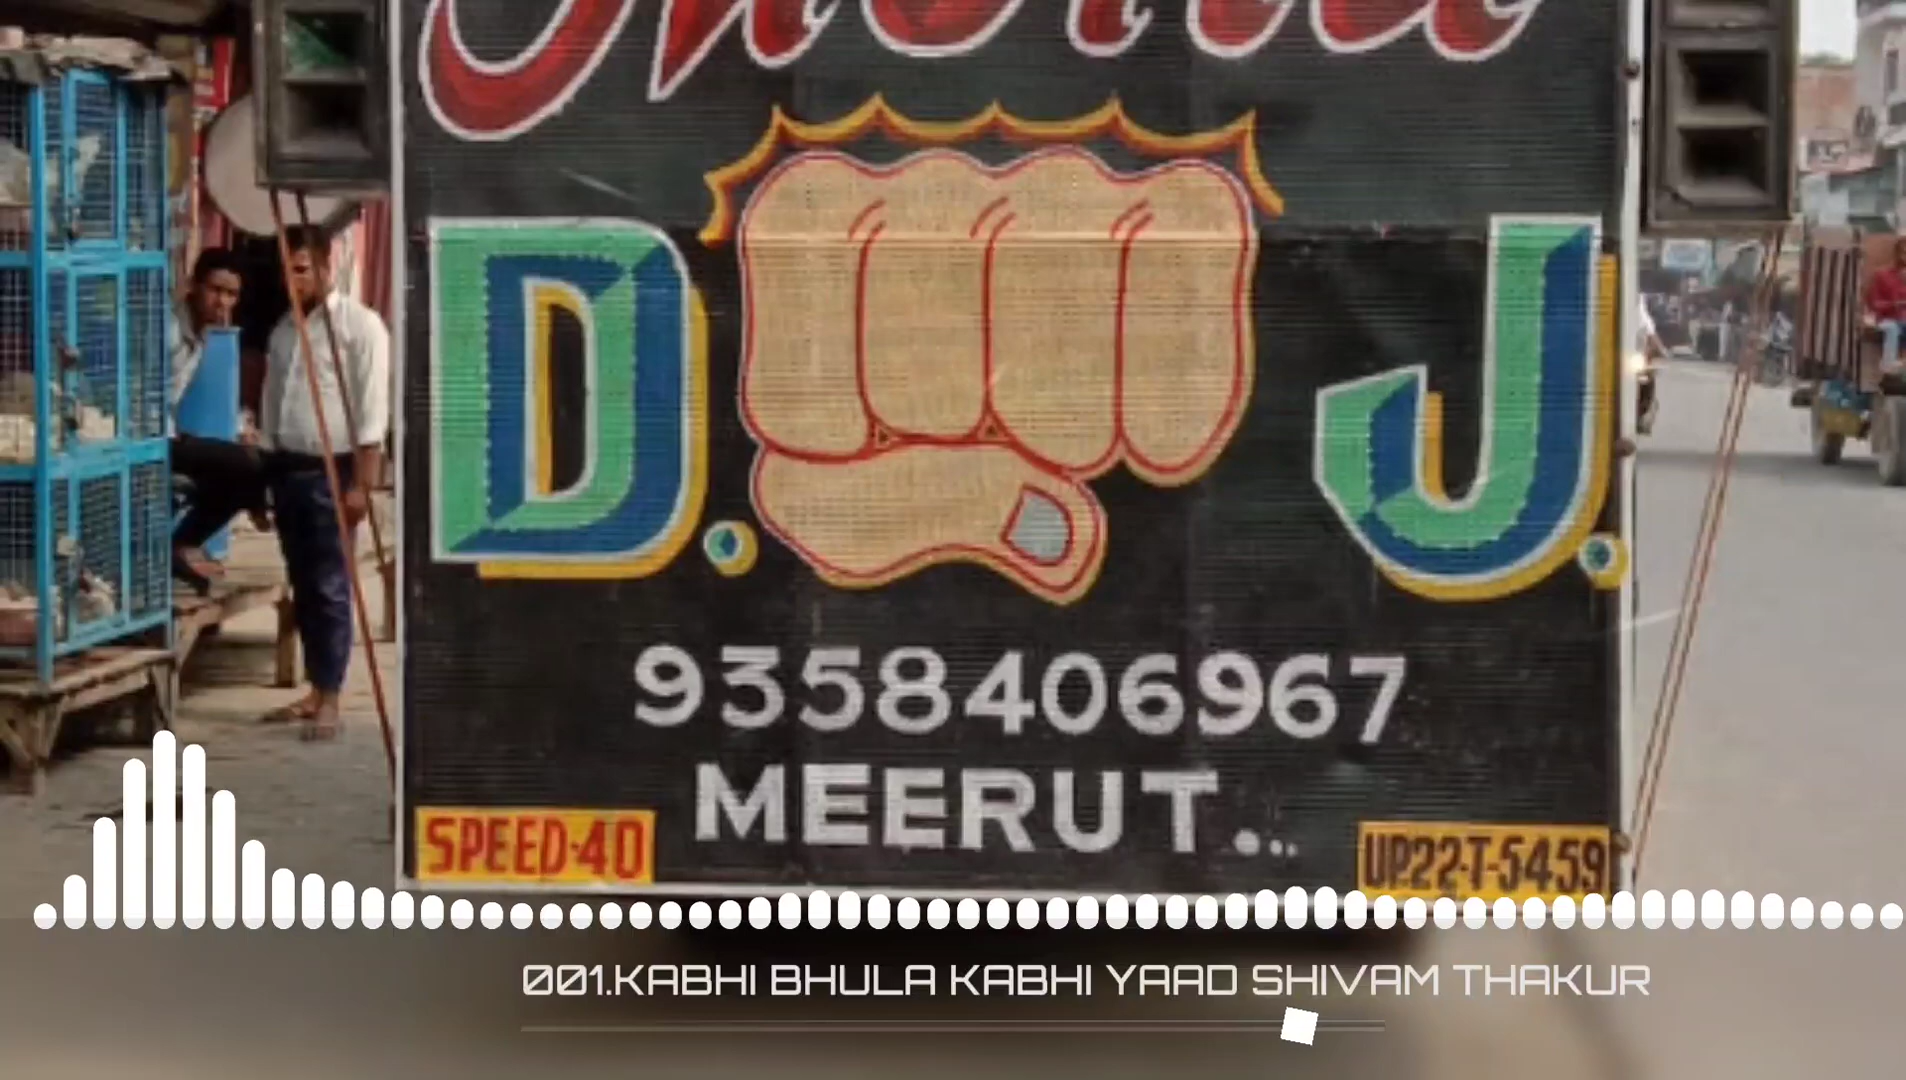 D. J.
9358406967
MEERUT...
SPEED-40
UP22-T-5459
001.KABHI BHULA KABHI YAAD SHIVAM THAKUR